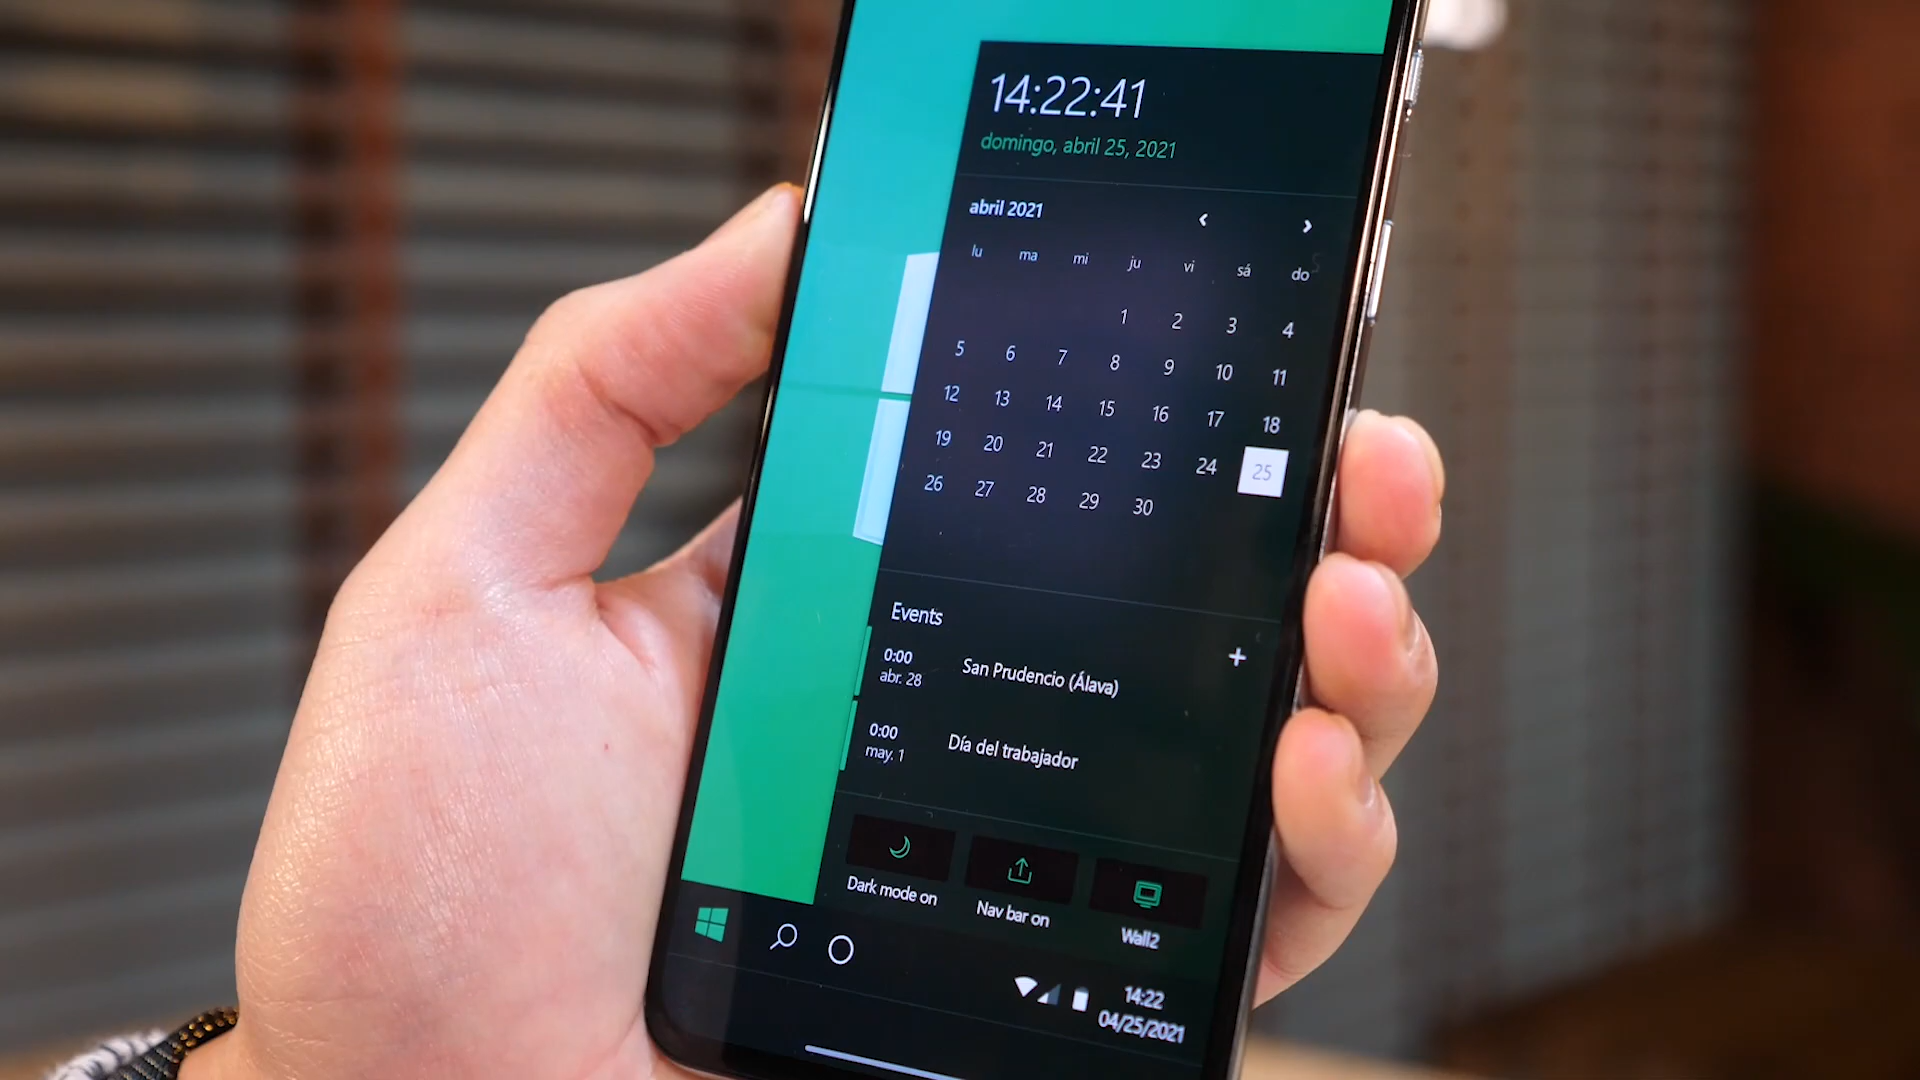 14:22:41
domingo, abril 25, 2021
abril 2021
lu ma mi ju vi sá do
1 2 3 4
5 6 7 8 9 10 11
12 13 14 15 16 17 18
19 20 21 22 23 24 25
26 27 28 29 30
Events
0:00
abr. 28
San Prudencio (Álava)
0:00
may. 1
Día del trabajador
Dark mode on
Nav bar on
Wall2
14:22
04/25/2021